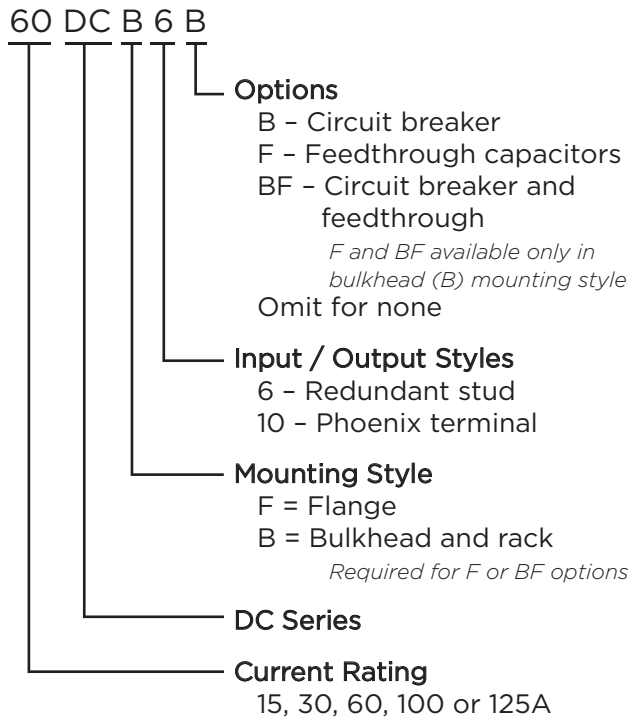 60 DC B 6 B
Options
B – Circuit breaker
F – Feedthrough capacitors
BF – Circuit breaker and
feedthrough
F and BF available only in
bulkhead (B) mounting style
Omit for none
Input / Output Styles
6 – Redundant stud
10 – Phoenix terminal
Mounting Style
F = Flange
B = Bulkhead and rack
Required for F or BF options
DC Series
Current Rating
15, 30, 60, 100 or 125A